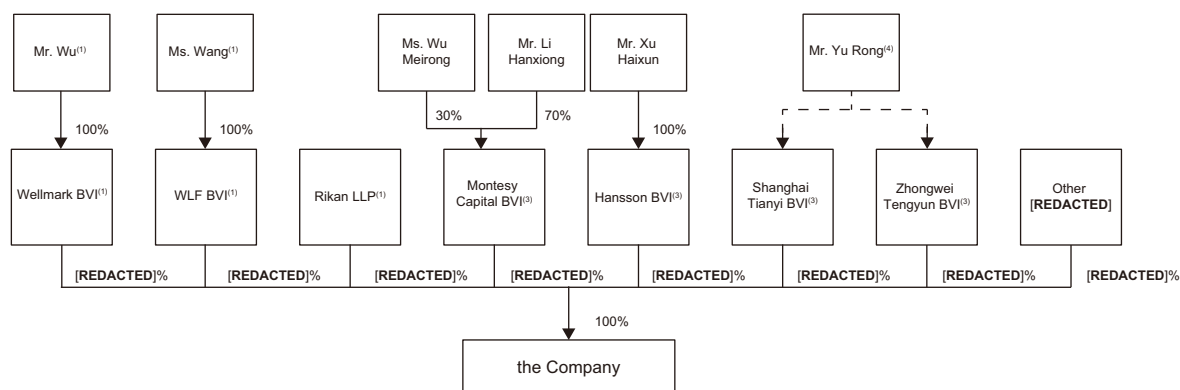 Mr. Wu(1)
Ms. Wang(1)
Ms. Wu
Meirong
Mr. Li
Hanxiong
Mr. Xu
Haixun
Mr. Yu Rong(4)
100%
100%
30%
70%
100%
Wellmark BVI(1)
WLF BVI(1)
Rikan LLP(1)
Montesy
Capital BVI(3)
Hansson BVI(3)
Shanghai
Tianyi BVI(3)
Zhongwei
Tengyun BVI(3)
Other
[REDACTED]
[REDACTED]%
[REDACTED]%
[REDACTED]%
[REDACTED]%
[REDACTED]%
[REDACTED]%
[REDACTED]%
[REDACTED]%
100%
the Company